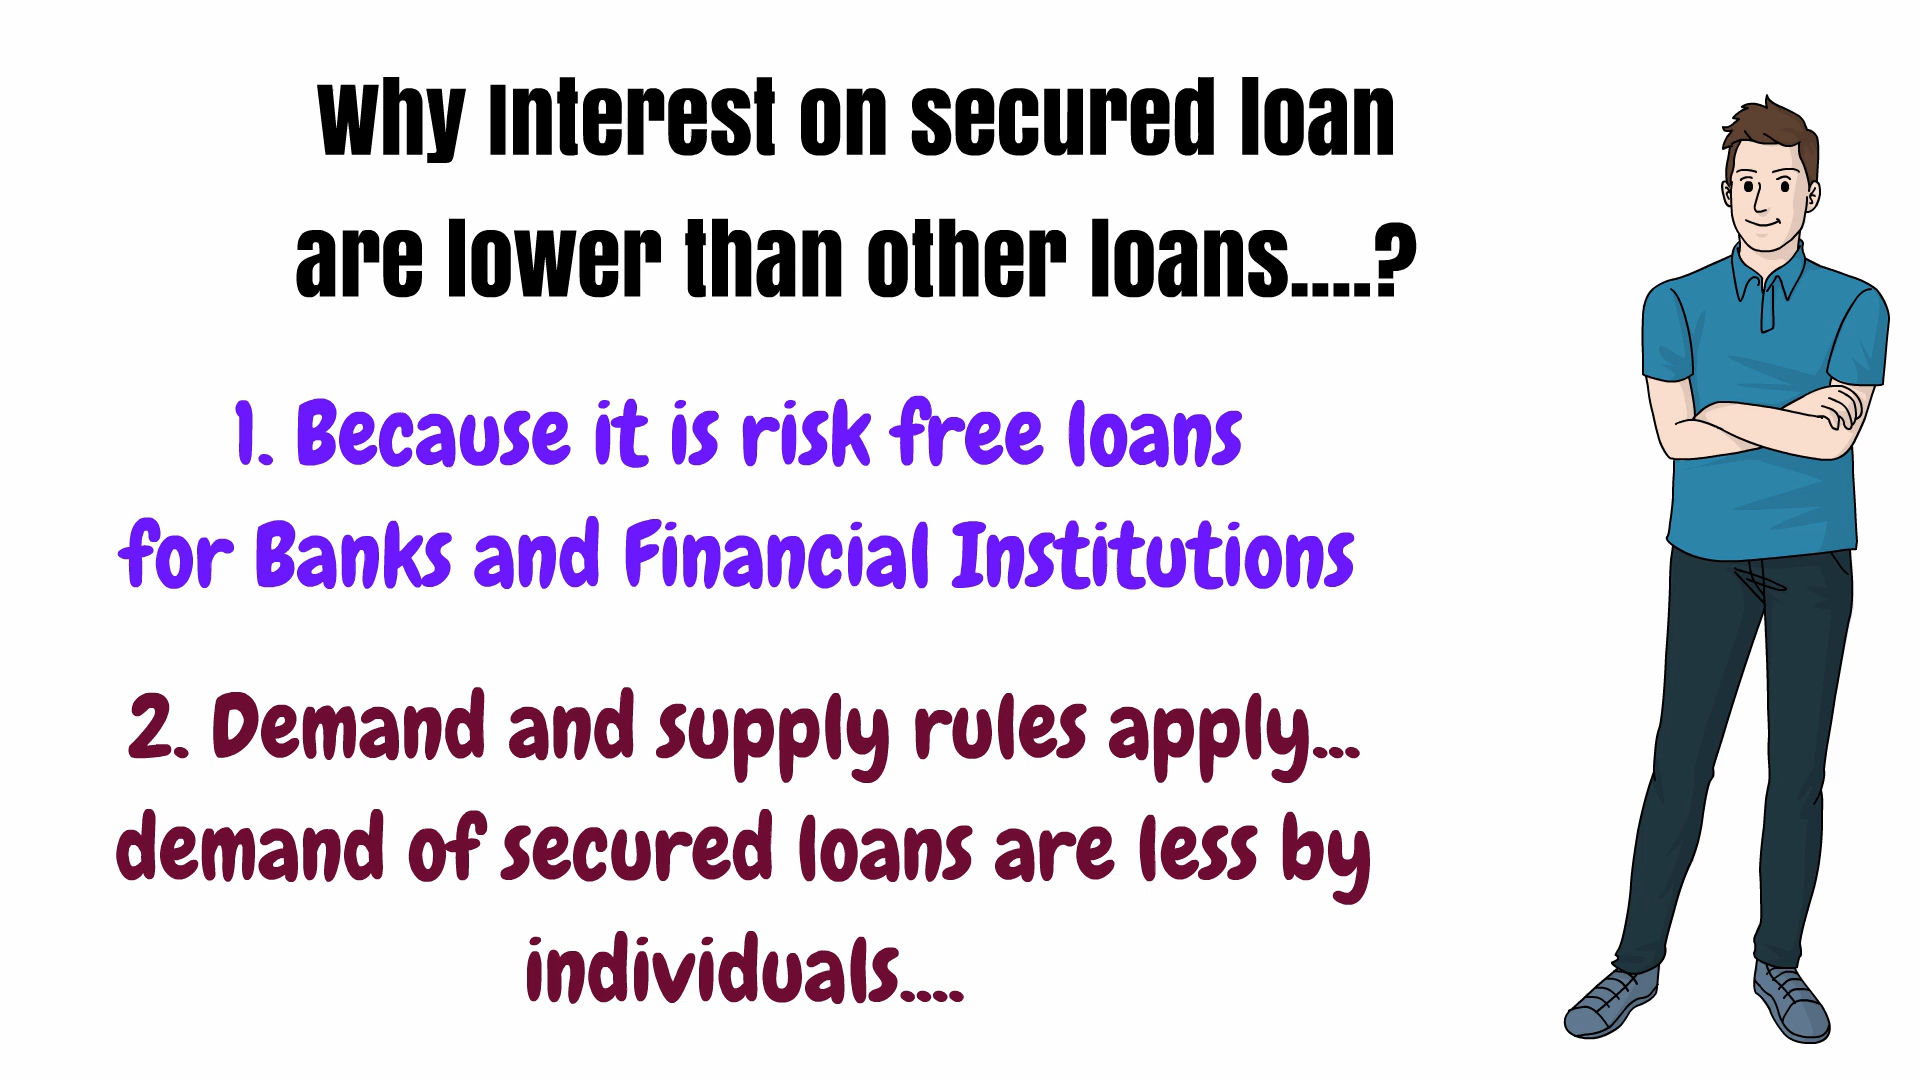 Why Interest on secured loan
are lower than other loans....?
1. Because it is risk free loans
for Banks and Financial Institutions
2. Demand and supply rules apply...
demand of secured loans are less by
individuals....